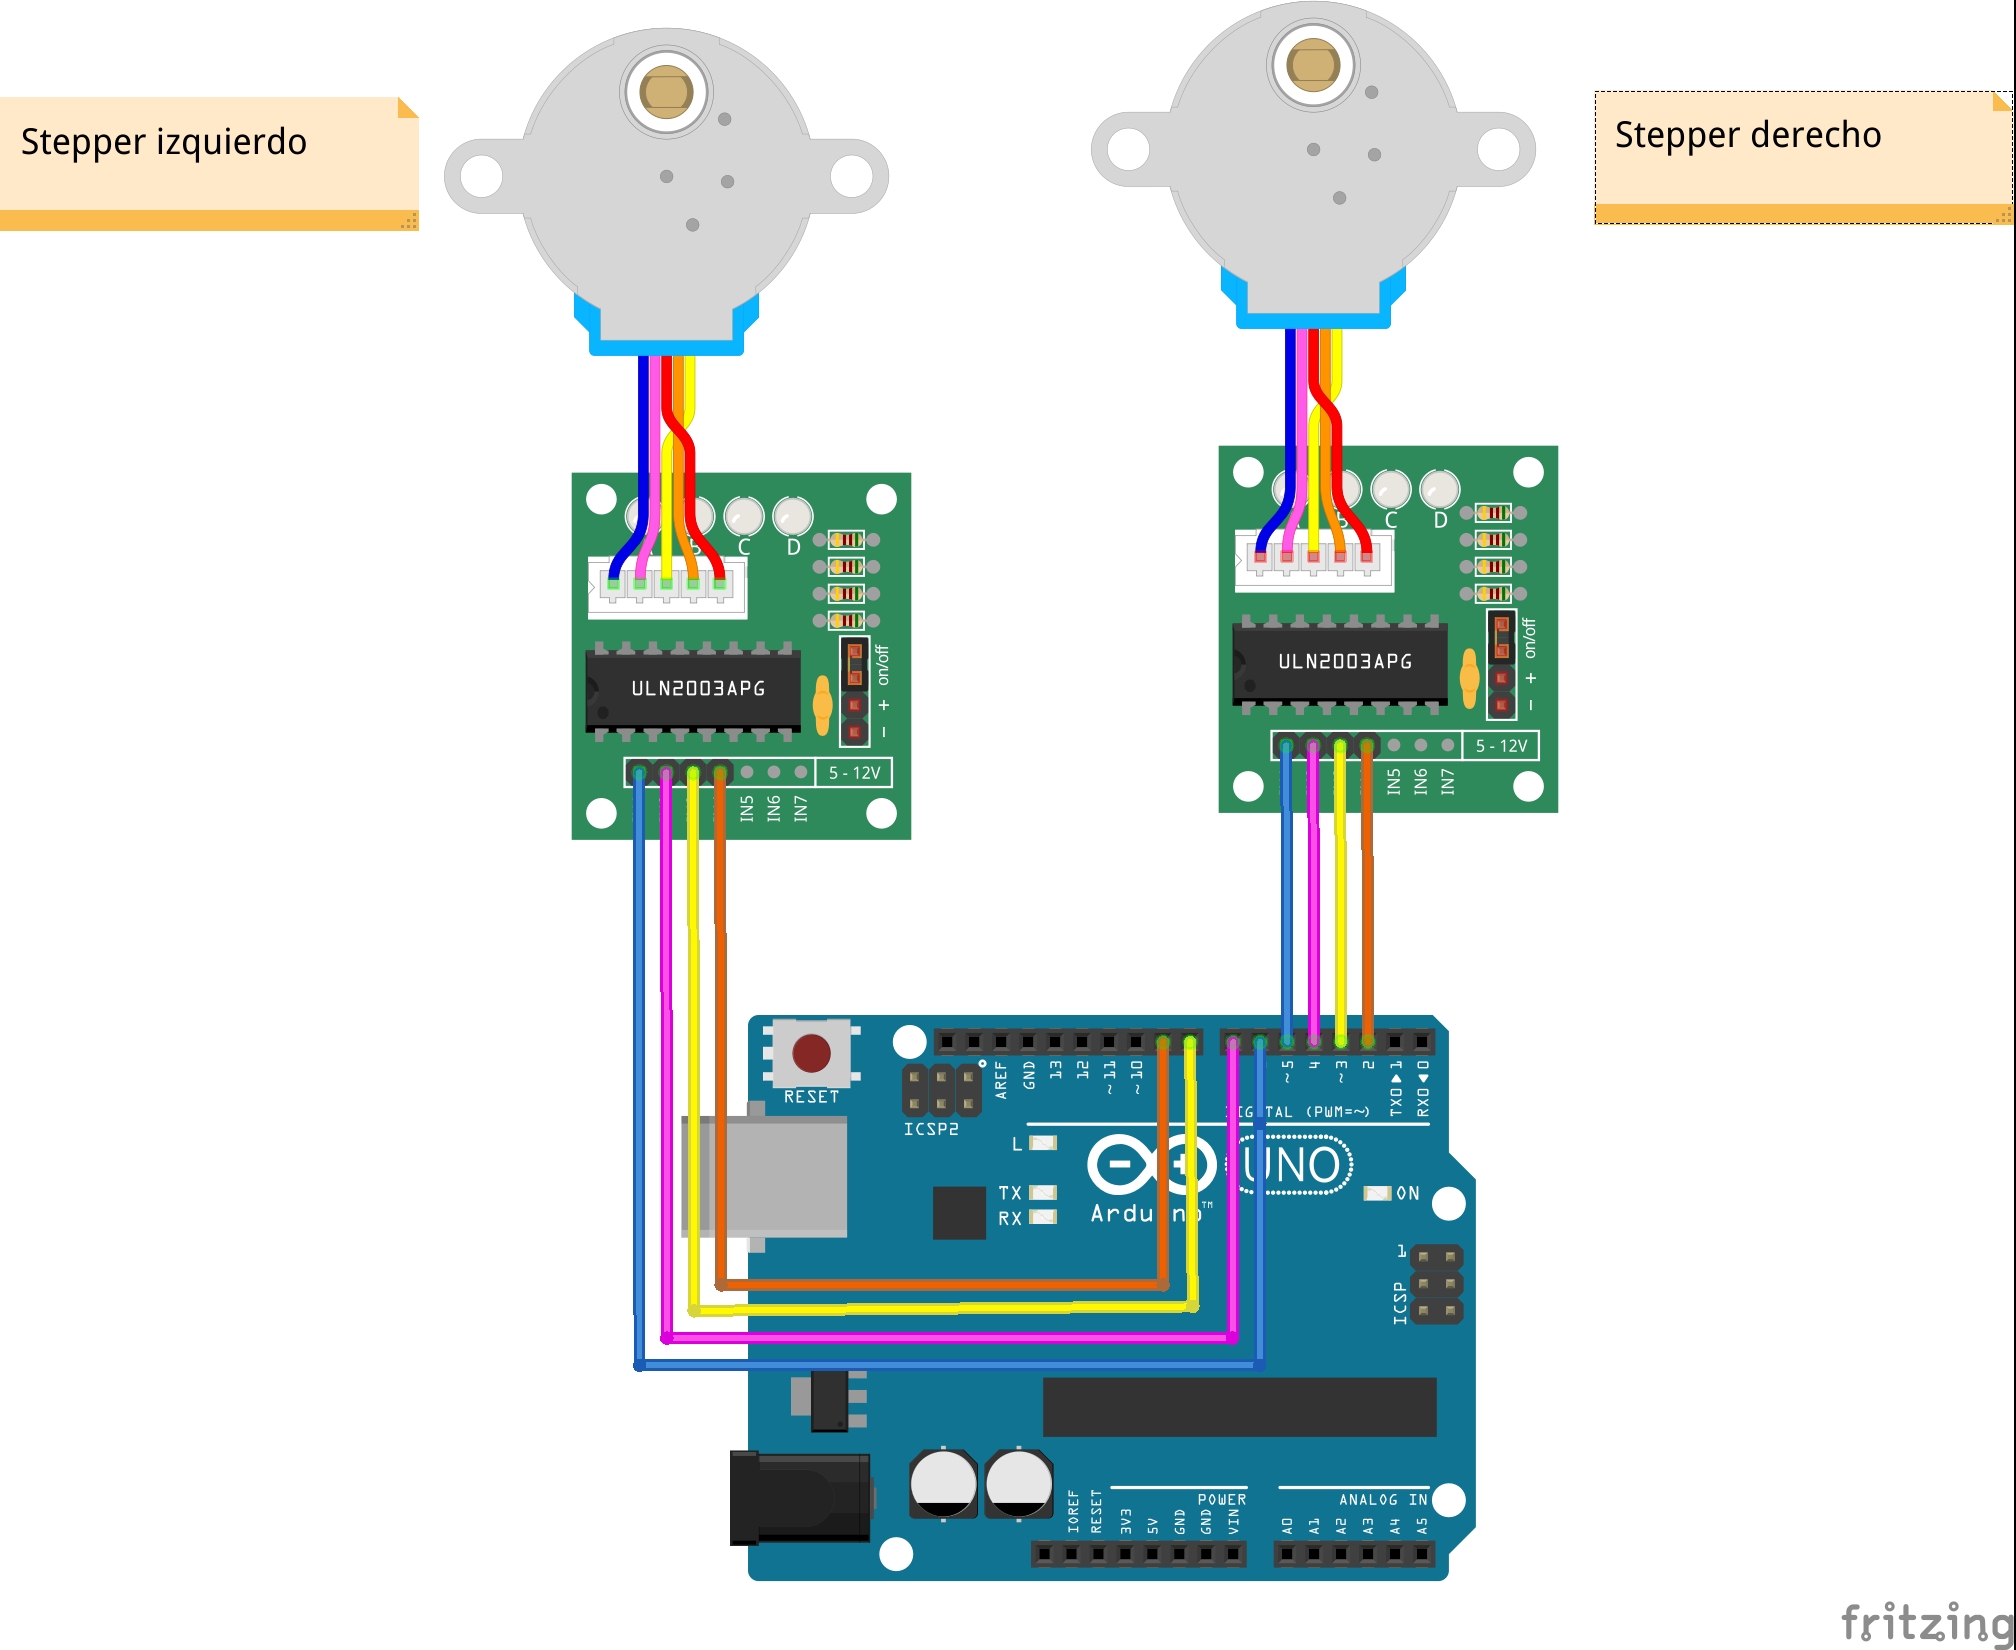 Stepper izquierdo
Stepper derecho
C
D
on/off
+
-
ULN2003APG
5 - 12V
IN5
IN6
IN7
C
D
on/off
+
-
ULN2003APG
5 - 12V
IN5
IN6
IN7
RESET
ICSP2
AREF
GND
13
12
~11
~10
~5
4
~3
2
TX0▶1
RX0◀0
DIGITAL (PWM=~)
L
TX
RX
Arduino™
UNO
ON
1
ICSP
IOREF
RESET
3V3
5V
GND
GND
VIN
POWER
ANALOG IN
A0
A1
A2
A3
A4
A5
fritzing